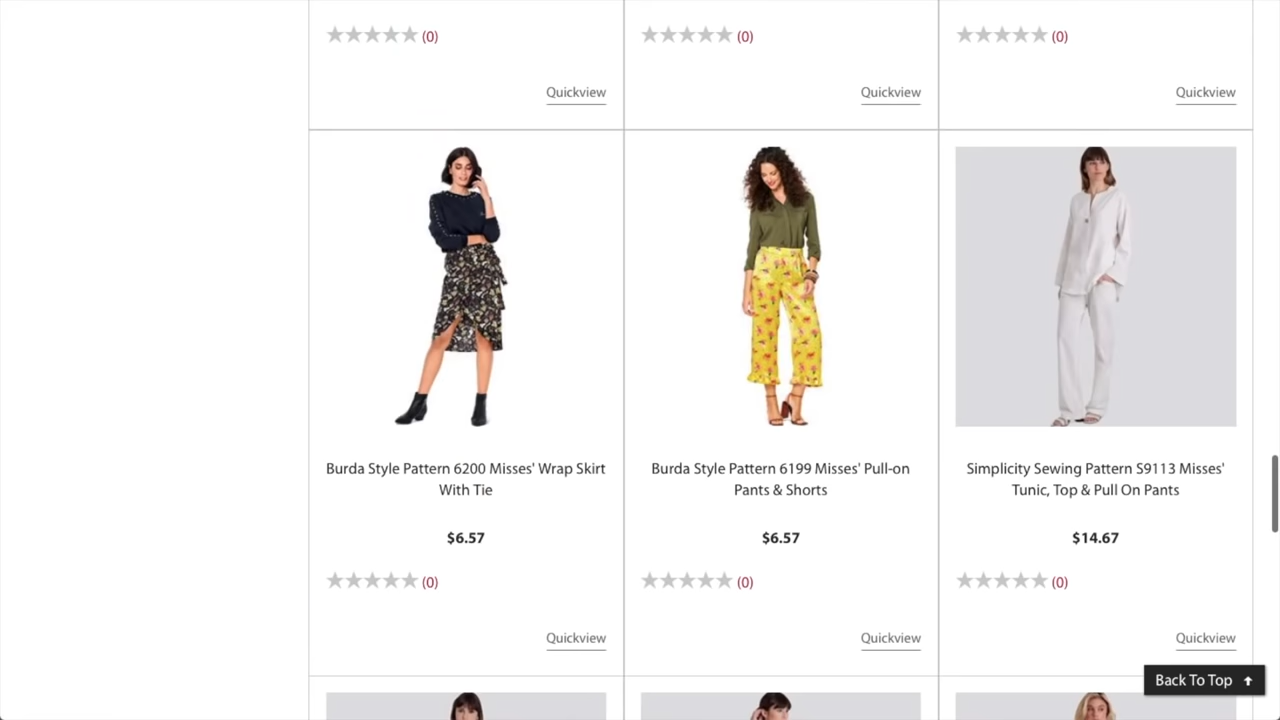 (0)
(0)
(0)
Quickview
Quickview
Quickview
Burda Style Pattern 6200 Misses' Wrap Skirt
With Tie
$6.57
(0)
Quickview
Burda Style Pattern 6199 Misses' Pull-on
Pants & Shorts
$6.57
(0)
Quickview
Simplicity Sewing Pattern S9113 Misses'
Tunic, Top & Pull On Pants
$14.67
(0)
Quickview
Back To Top